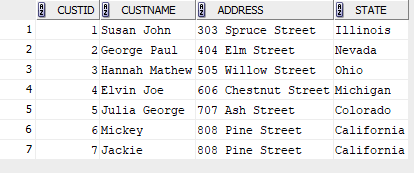 CUSTID CUSTNAME ADDRESS STATE
1 1 Susan John 303 Spruce Street Illinois
2 2 George Paul 404 Elm Street Nevada
3 3 Hannah Mathew 505 Willow Street Ohio
4 4 Elvin Joe 606 Chestnut Street Michigan
5 5 Julia George 707 Ash Street Colorado
6 6 Mickey 808 Pine Street California
7 7 Jackie 808 Pine Street California